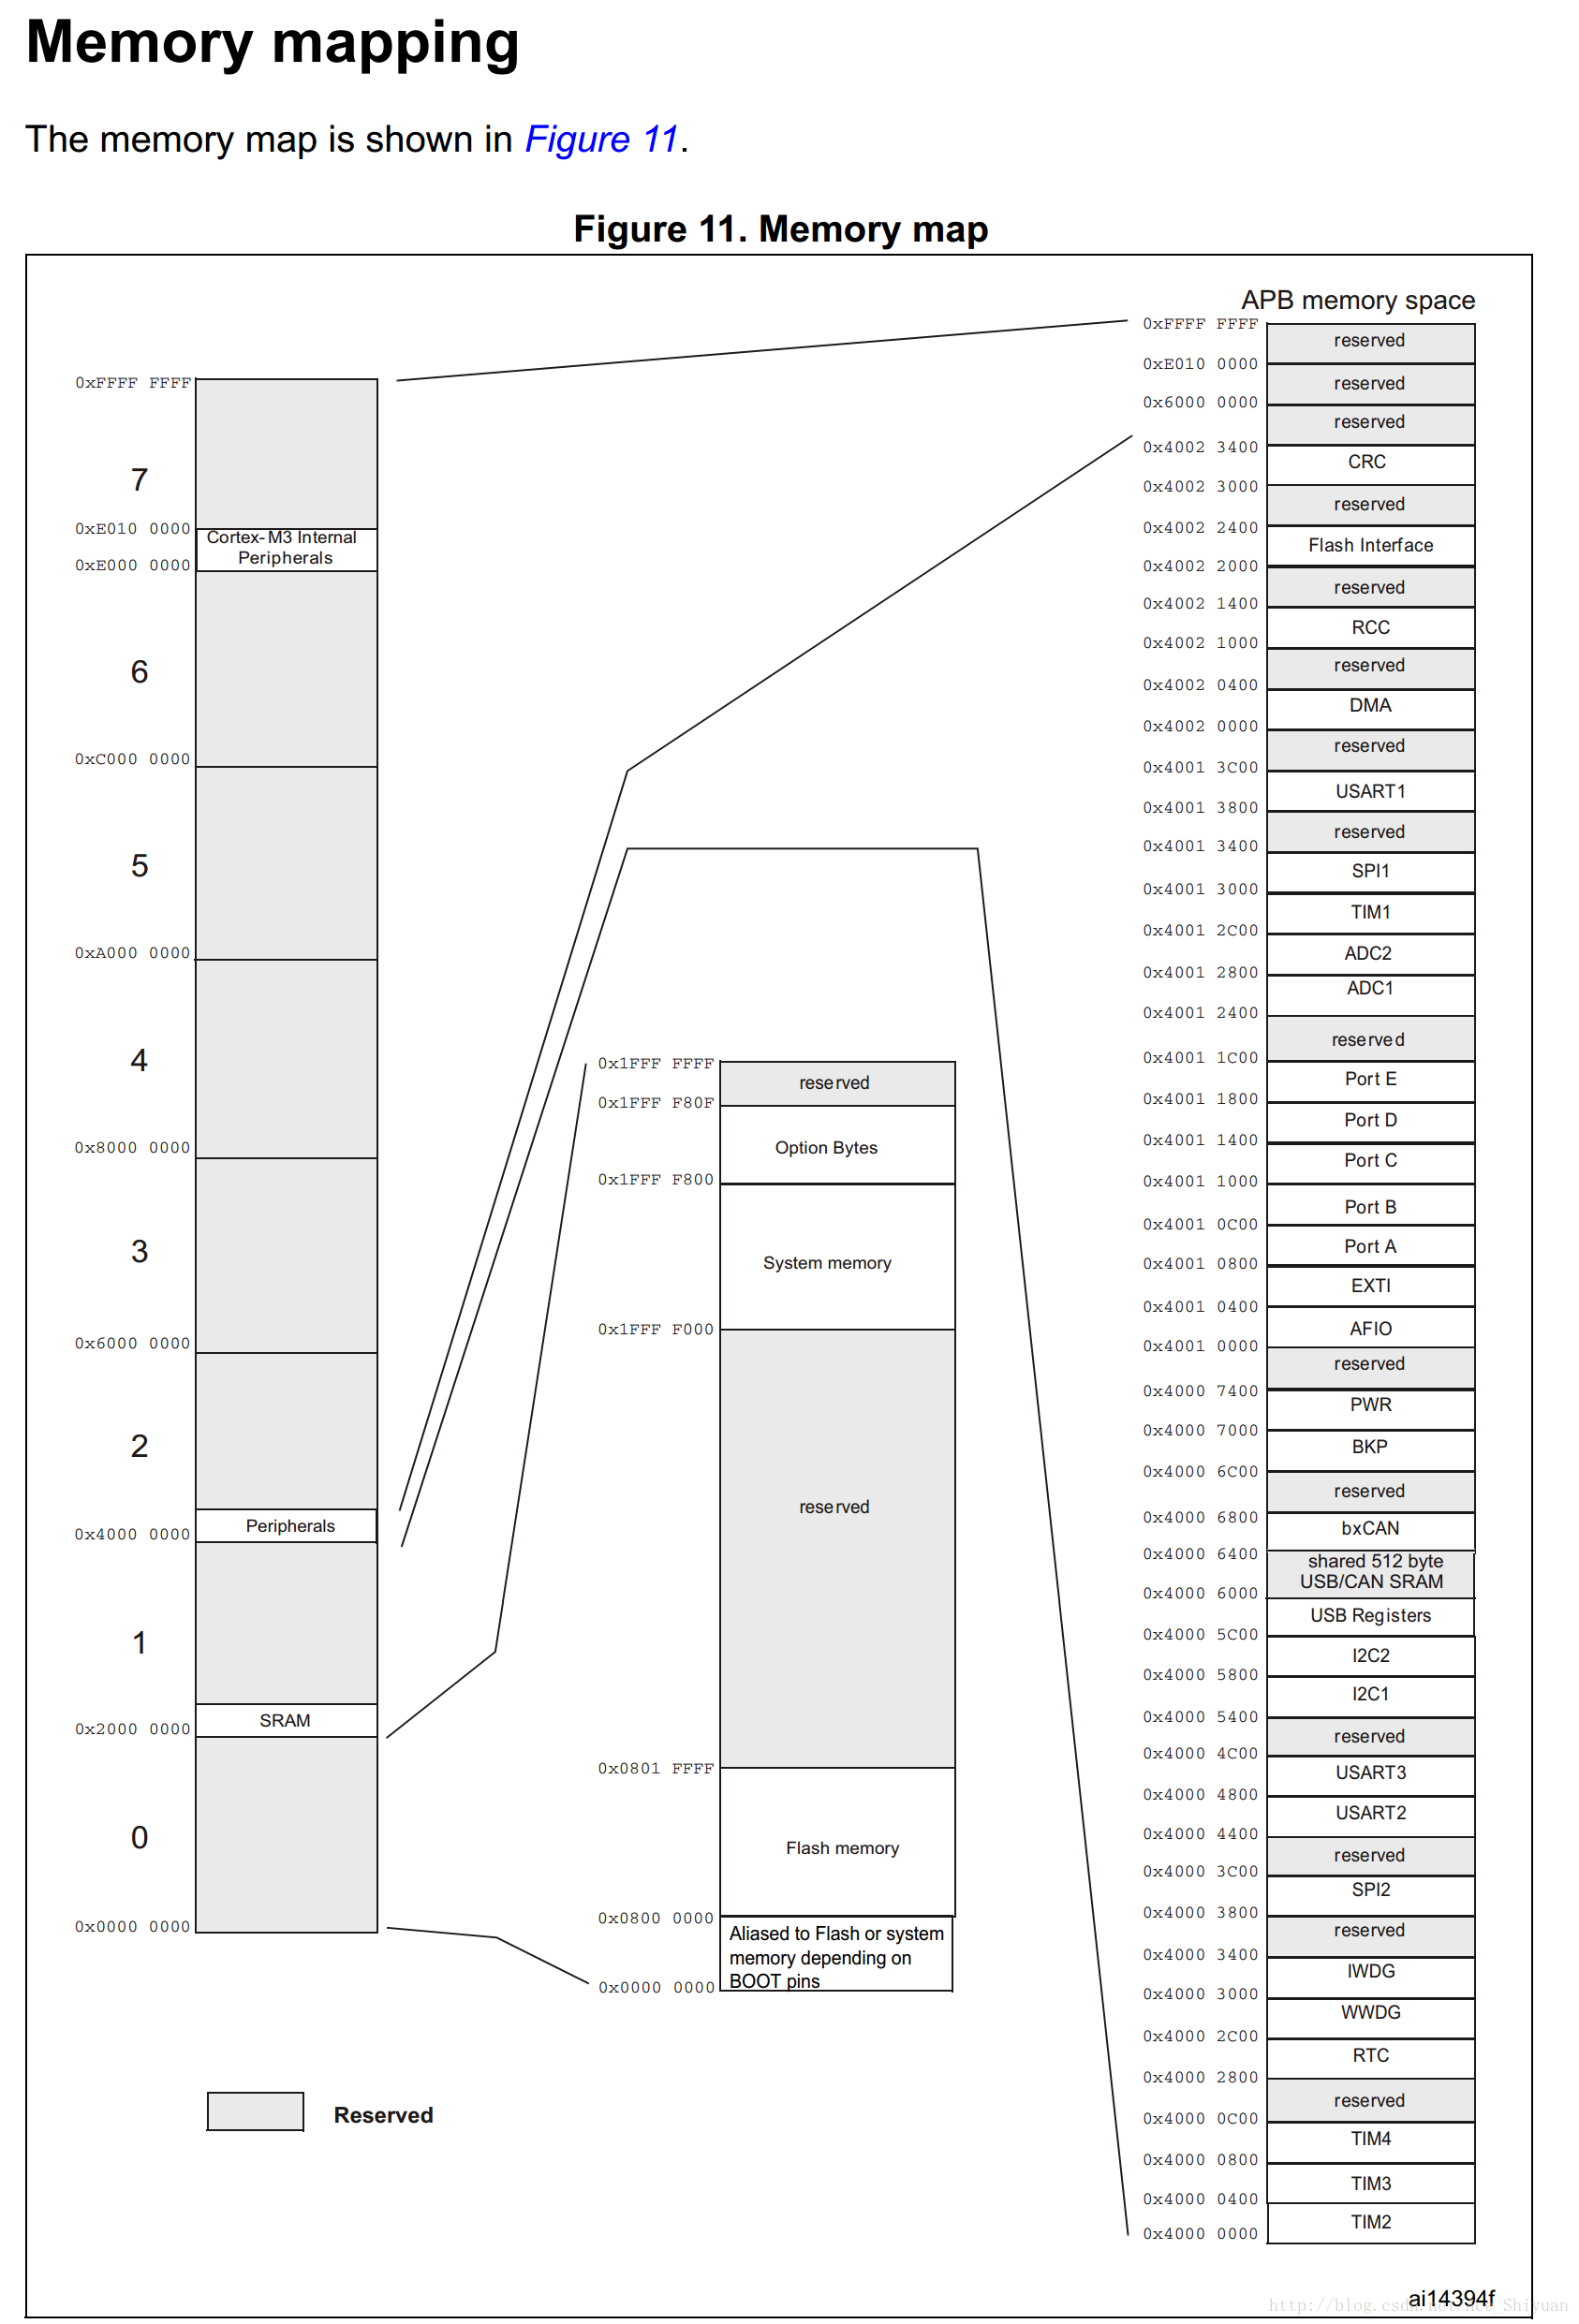 Memory mapping
The memory map is shown in Figure 11.
Figure 11. Memory map
0xFFFF FFFF
7
0xE010 0000
Cortex-M3 Internal
Peripherals
0xE000 0000
6
0xC000 0000
5
0xA000 0000
4
0x8000 0000
3
0x6000 0000
2
Peripherals
0x4000 0000
1
SRAM
0x2000 0000
0
0x0000 0000
Reserved
0x1FFF FFFF
reserved
0x1FFF F80F
Option Bytes
0x1FFF F800
System memory
0x1FFF F000
reserved
0x0801 FFFF
Flash memory
0x0800 0000
Aliased to Flash or system
memory depending on
BOOT pins
0x0000 0000
APB memory space
0xFFFF FFFF
reserved
0xE010 0000
reserved
0x6000 0000
reserved
0x4002 3400
CRC
0x4002 3000
reserved
0x4002 2400
Flash Interface
0x4002 2000
reserved
0x4002 1400
RCC
0x4002 1000
reserved
0x4002 0400
DMA
0x4002 0000
reserved
0x4001 3C00
USART1
0x4001 3800
reserved
0x4001 3400
SPI1
0x4001 3000
TIM1
0x4001 2C00
ADC2
0x4001 2800
ADC1
0x4001 2400
reserved
0x4001 1C00
Port E
0x4001 1800
Port D
0x4001 1400
Port C
0x4001 1000
Port B
0x4001 0C00
Port A
0x4001 0800
EXTI
0x4001 0400
AFIO
0x4001 0000
reserved
0x4000 7400
PWR
0x4000 7000
BKP
0x4000 6C00
reserved
0x4000 6800
bxCAN
0x4000 6400
shared 512 byte
USB/CAN SRAM
0x4000 6000
USB Registers
0x4000 5C00
I2C2
0x4000 5800
I2C1
0x4000 5400
reserved
0x4000 4C00
USART3
0x4000 4800
USART2
0x4000 4400
reserved
0x4000 3C00
SPI2
0x4000 3800
reserved
0x4000 3400
IWDG
0x4000 3000
WWDG
0x4000 2C00
RTC
0x4000 2800
reserved
0x4000 0C00
TIM4
0x4000 0800
TIM3
0x4000 0400
TIM2
0x4000 0000
ai14394f